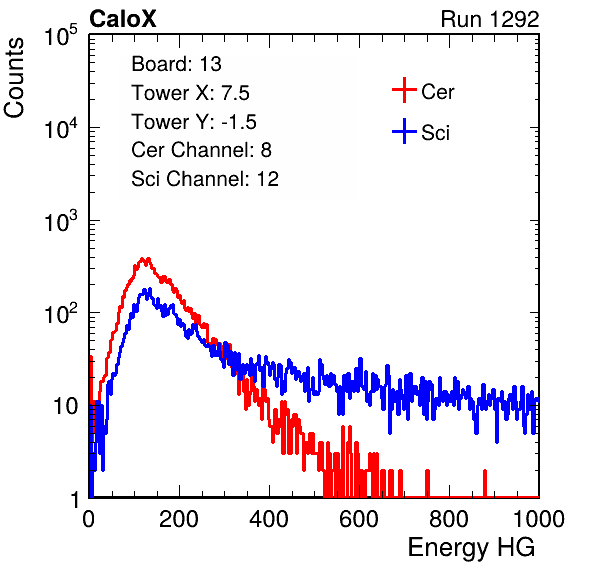 CaloX Run 1292
Counts
10^5
10^4
10^3
10^2
10
1
Board: 13
Tower X: 7.5
Tower Y: -1.5
Cer Channel: 8
Sci Channel: 12
Cer
Sci
0 200 400 600 800 1000
Energy HG